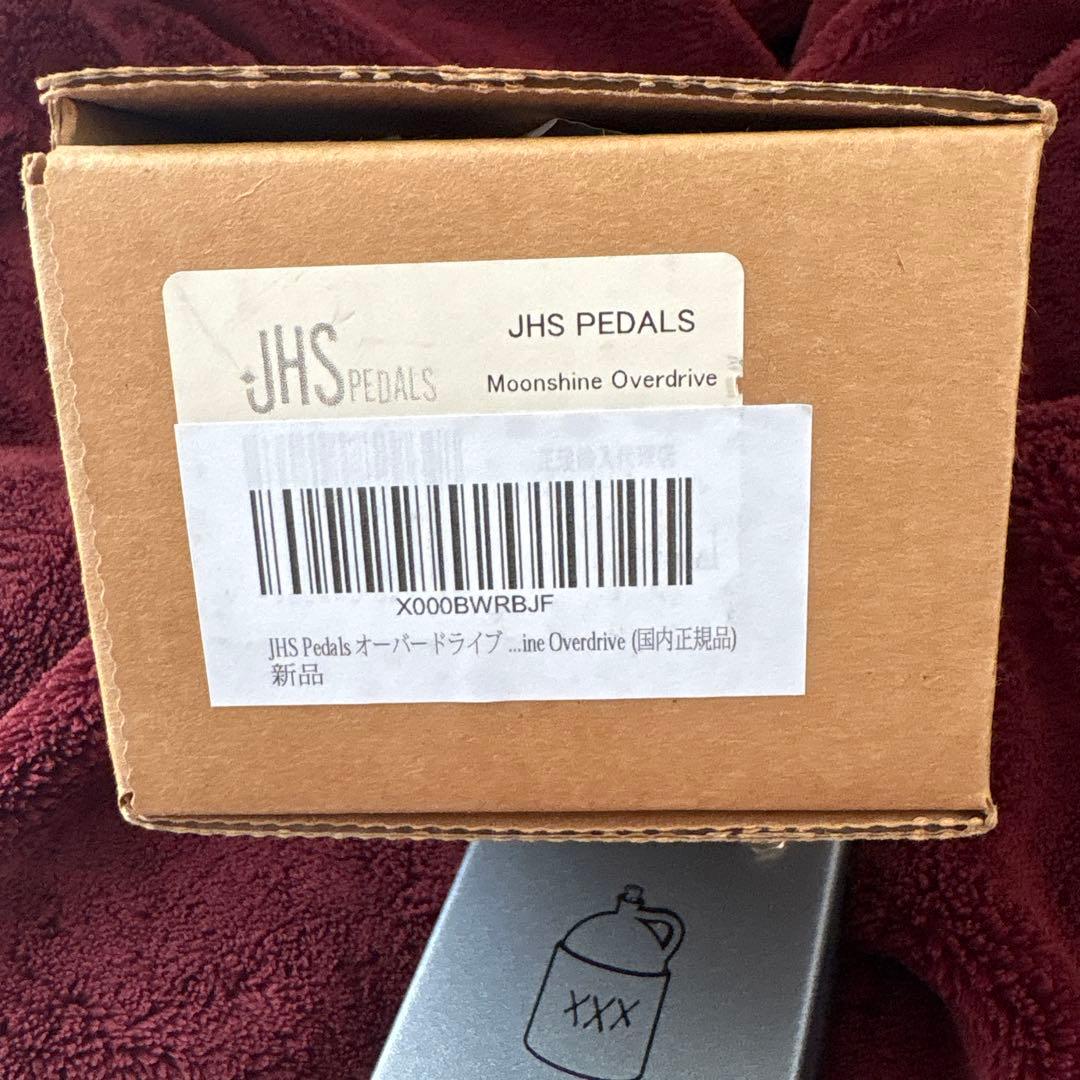 JHS PEDALS
JHS PEDALS
Moonshine Overdrive
X000BWRBJF
JHS Pedals オーバードライブ ...ine Overdrive (国内正規品)
新品
XXX